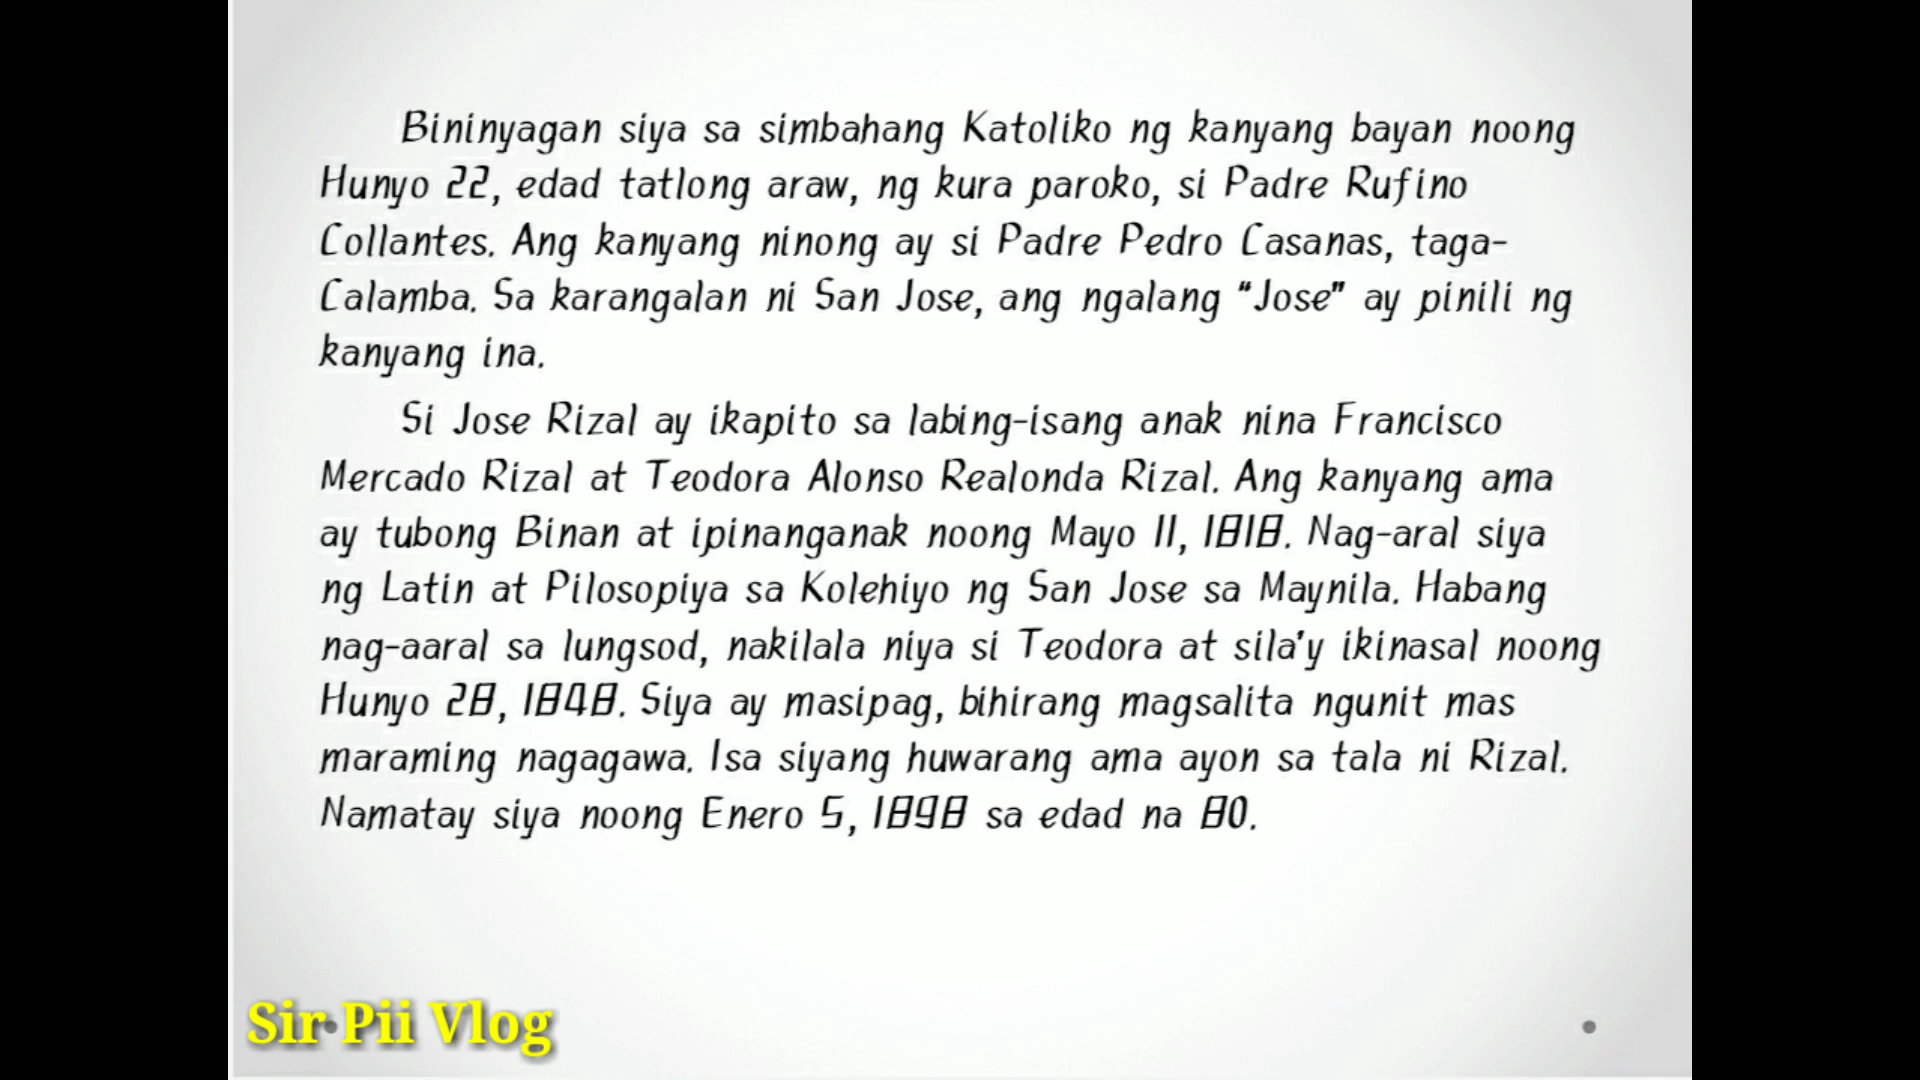 Bininyagan siya sa simbahang Katoliko ng kanyang bayan noong
Hunyo 22, edad tatlong araw, ng kura paroko, si Padre Rufino
Collantes. Ang kanyang ninong ay si Padre Pedro Casanas, taga-
Calamba. Sa karangalan ni San Jose, ang ngalang "Jose" ay pinili ng
kanyang ina.
Si Jose Rizal ay ikapito sa labing-isang anak nina Francisco
Mercado Rizal at Teodora Alonso Realonda Rizal. Ang kanyang ama
ay tubong Binan at ipinanganak noong Mayo 11, 1818. Nag-aral siya
ng Latin at Pilosopiya sa Kolehiyo ng San Jose sa Maynila. Habang
nag-aaral sa lungsod, nakilala niya si Teodora at sila'y ikinasal noong
Hunyo 28, 1848. Siya ay masipag, bihirang magsalita ngunit mas
maraming nagagawa. Isa siyang huwarang ama ayon sa tala ni Rizal.
Namatay siya noong Enero 5, 1898 sa edad na 80.
Sir Pii Vlog